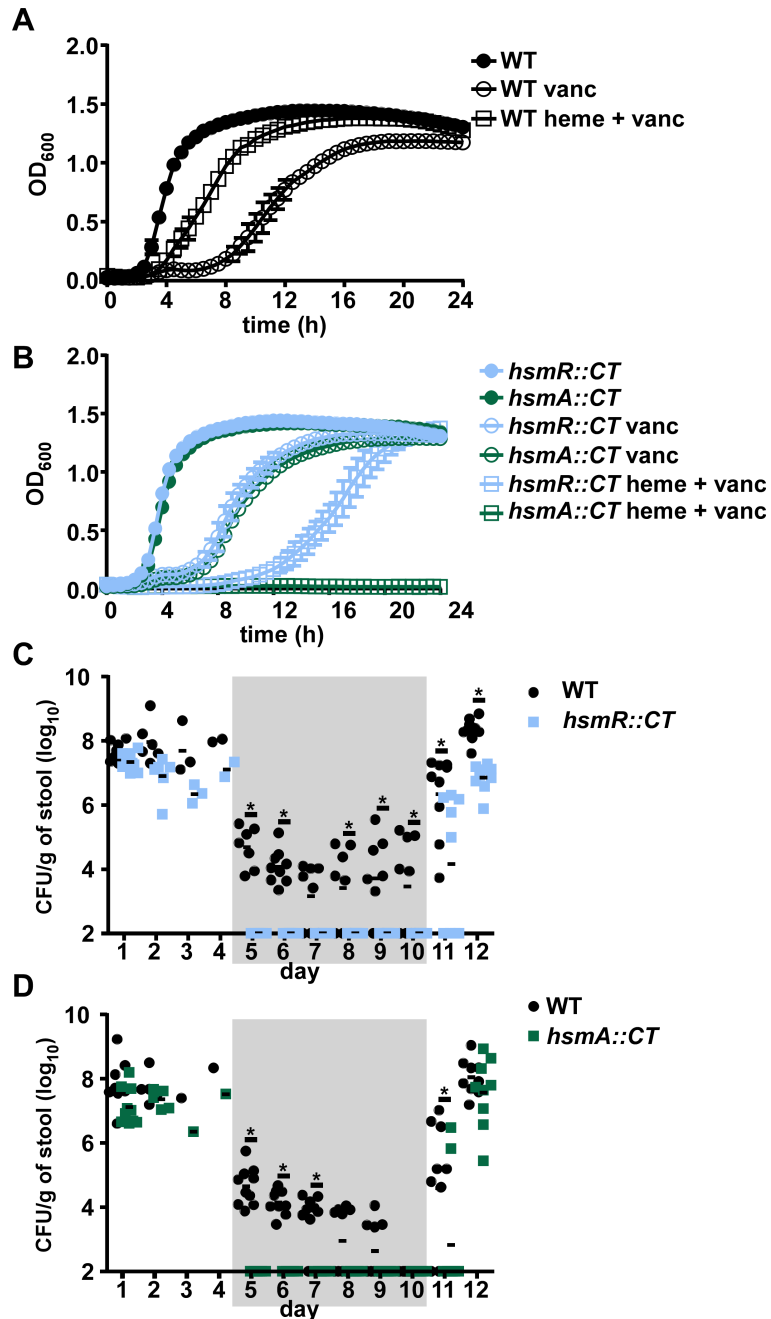 A
2.0
1.5
1.0
0.5
0.0
OD600
0 4 8 12 16 20 24
time (h)
WT
WT vanc
WT heme + vanc
B
2.0
1.5
1.0
0.5
0.0
OD600
0 4 8 12 16 20 24
time (h)
hsmR::CT
hsmA::CT
hsmR::CT vanc
hsmA::CT vanc
hsmR::CT heme + vanc
hsmA::CT heme + vanc
C
10
8
6
4
2
CFU/g of stool (log10)
* * * * * * *
1 2 3 4 5 6 7 8 9 10 11 12
day
WT
hsmR::CT
D
10
8
6
4
2
CFU/g of stool (log10)
* * * *
1 2 3 4 5 6 7 8 9 10 11 12
day
WT
hsmA::CT